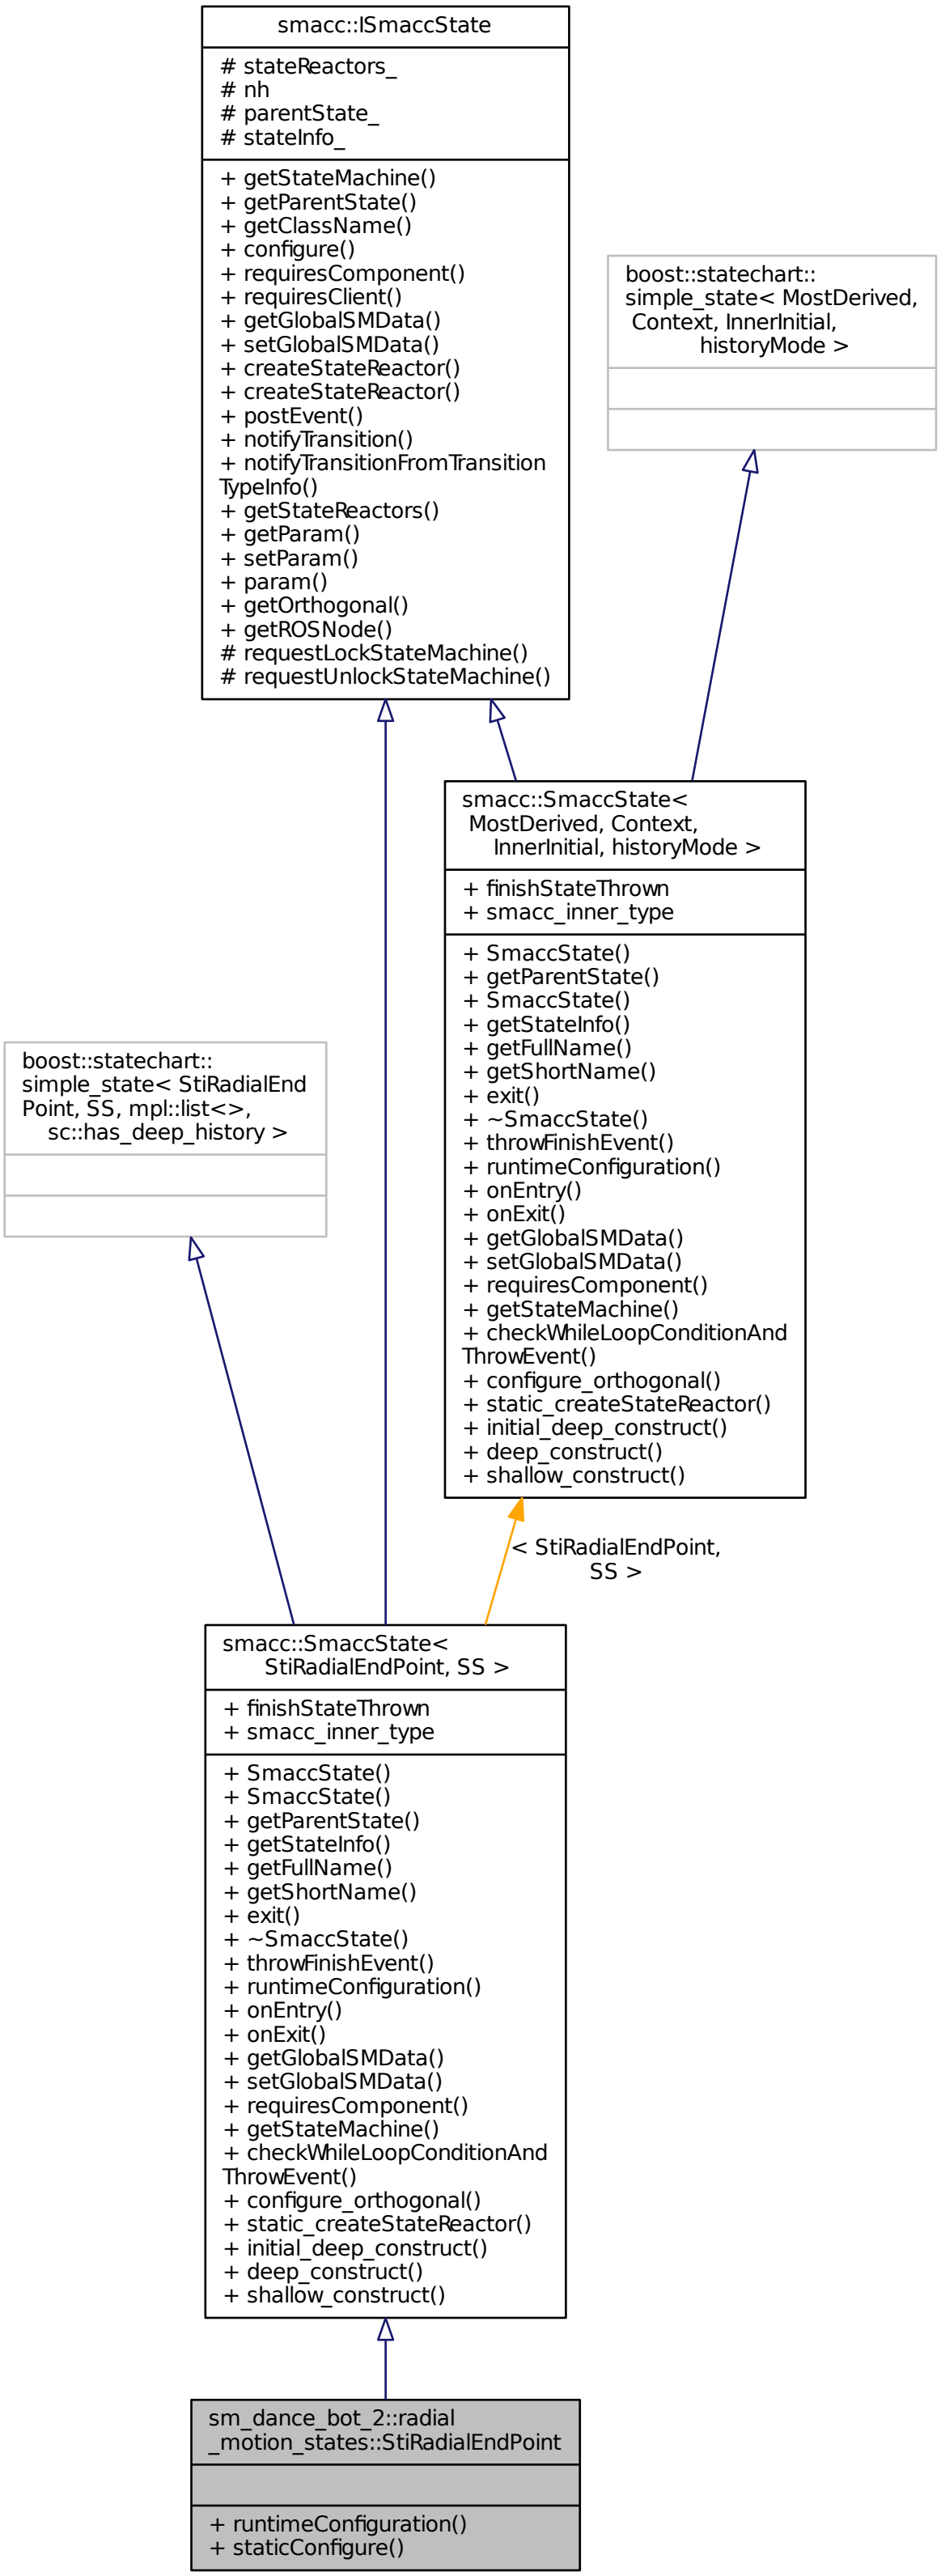 smacc::ISmaccState
# stateReactors_
# nh
# parentState_
# stateInfo_
+ getStateMachine()
+ getParentState()
+ getClassName()
+ configure()
+ requiresComponent()
+ requiresClient()
+ getGlobalSMData()
+ setGlobalSMData()
+ createStateReactor()
+ createStateReactor()
+ postEvent()
+ notifyTransition()
+ notifyTransitionFromTransition
TypeInfo()
+ getStateReactors()
+ getParam()
+ setParam()
+ param()
+ getOrthogonal()
+ getROSNode()
# requestLockStateMachine()
# requestUnlockStateMachine()
boost::statechart::
simple_state< MostDerived,
Context, InnerInitial,
historyMode >
smacc::SmaccState<
MostDerived, Context,
InnerInitial, historyMode >
+ finishStateThrown
+ smacc_inner_type
+ SmaccState()
+ getParentState()
+ SmaccState()
+ getStateInfo()
+ getFullName()
+ getShortName()
+ exit()
+ ~SmaccState()
+ throwFinishEvent()
+ runtimeConfiguration()
+ onEntry()
+ onExit()
+ getGlobalSMData()
+ setGlobalSMData()
+ requiresComponent()
+ getStateMachine()
+ checkWhileLoopConditionAnd
ThrowEvent()
+ configure_orthogonal()
+ static_createStateReactor()
+ initial_deep_construct()
+ deep_construct()
+ shallow_construct()
boost::statechart::
simple_state< StiRadialEnd
Point, SS, mpl::list<>,
sc::has_deep_history >
< StiRadialEndPoint,
SS >
smacc::SmaccState<
StiRadialEndPoint, SS >
+ finishStateThrown
+ smacc_inner_type
+ SmaccState()
+ SmaccState()
+ getParentState()
+ getStateInfo()
+ getFullName()
+ getShortName()
+ exit()
+ ~SmaccState()
+ throwFinishEvent()
+ runtimeConfiguration()
+ onEntry()
+ onExit()
+ getGlobalSMData()
+ setGlobalSMData()
+ requiresComponent()
+ getStateMachine()
+ checkWhileLoopConditionAnd
ThrowEvent()
+ configure_orthogonal()
+ static_createStateReactor()
+ initial_deep_construct()
+ deep_construct()
+ shallow_construct()
sm_dance_bot_2::radial
_motion_states::StiRadialEndPoint
+ runtimeConfiguration()
+ staticConfigure()